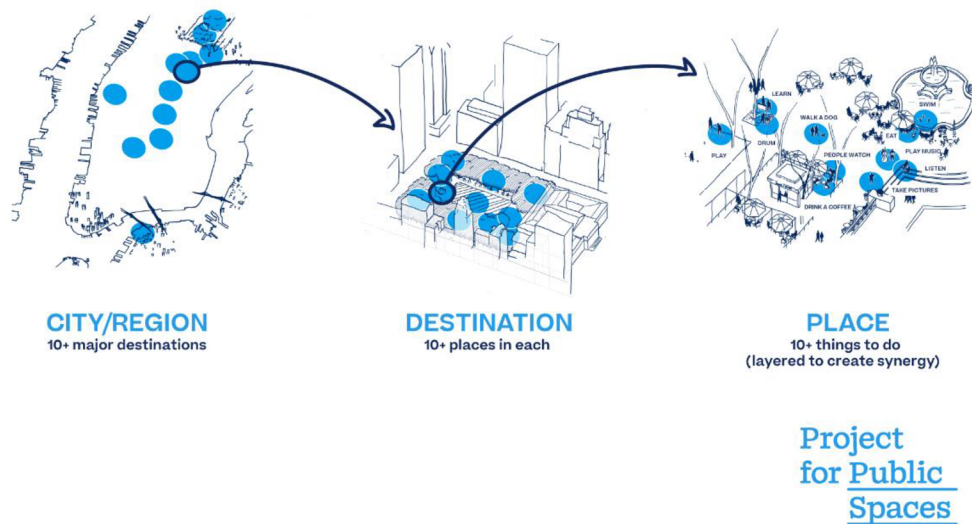 LEARN
WALK A DOG
SWIM
PLAY
DRUM
EAT
PEOPLE WATCH
PLAY MUSIC
LISTEN
TAKE PICTURES
DRINK A COFFEE
CITY/REGION
10+ major destinations
DESTINATION
10+ places in each
PLACE
10+ things to do
(layered to create synergy)
Project
for Public
Spaces